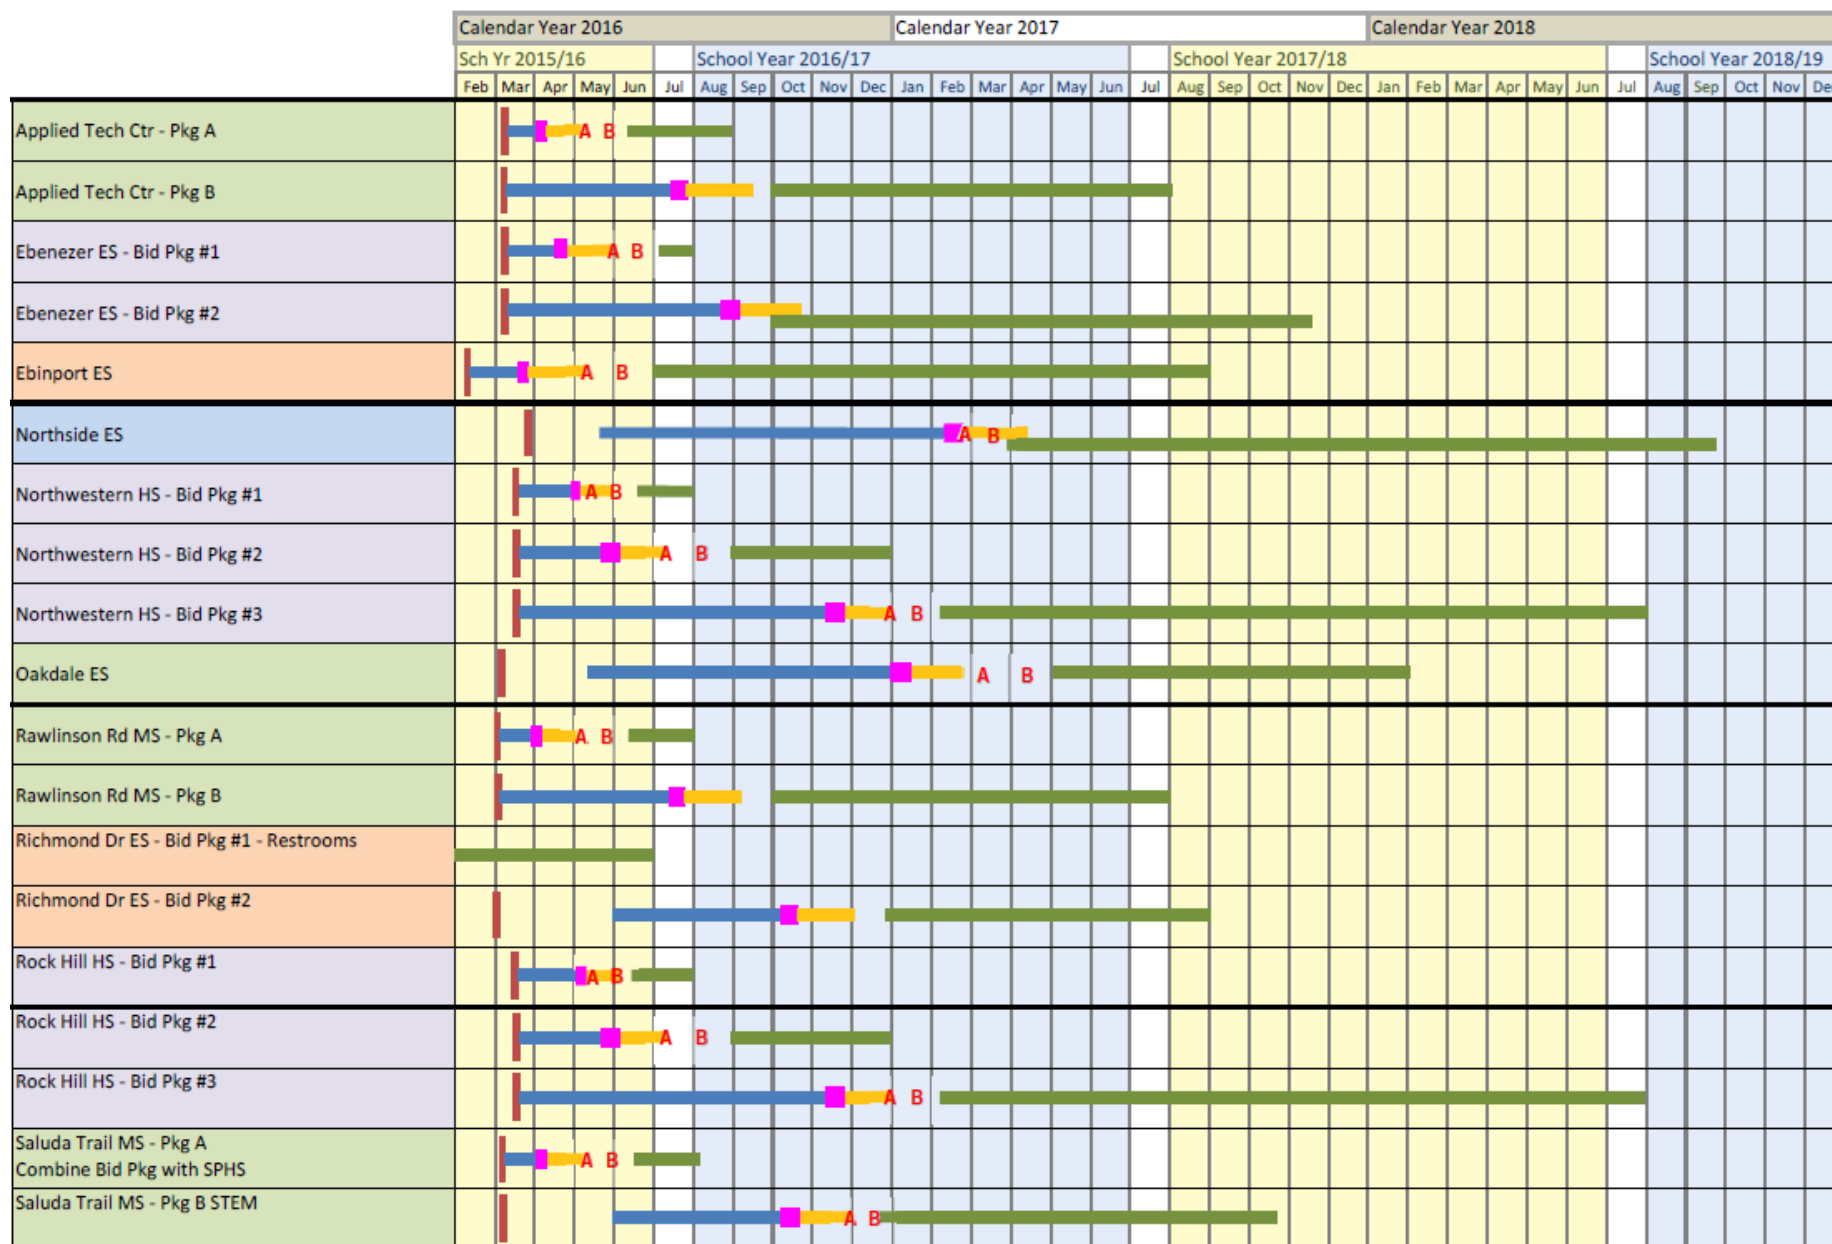 Calendar Year 2016 Calendar Year 2017 Calendar Year 2018
Sch Yr 2015/16 School Year 2016/17 School Year 2017/18 School Year 2018/19
Feb Mar Apr May Jun Jul Aug Sep Oct Nov Dec Jan Feb Mar Apr May Jun Jul Aug Sep Oct Nov Dec Jan Feb Mar Apr May Jun Jul Aug Sep Oct Nov De
Applied Tech Ctr - Pkg A A B
Applied Tech Ctr - Pkg B
Ebenezer ES - Bid Pkg #1 A B
Ebenezer ES - Bid Pkg #2
Ebinport ES A B
Northside ES A B
Northwestern HS - Bid Pkg #1 A B
Northwestern HS - Bid Pkg #2 A B
Northwestern HS - Bid Pkg #3 A B
Oakdale ES A B
Rawlinson Rd MS - Pkg A A B
Rawlinson Rd MS - Pkg B
Richmond Dr ES - Bid Pkg #1 - Restrooms
Richmond Dr ES - Bid Pkg #2
Rock Hill HS - Bid Pkg #1 A B
Rock Hill HS - Bid Pkg #2 A B
Rock Hill HS - Bid Pkg #3 A B
Saluda Trail MS - Pkg A
Combine Bid Pkg with SPHS A B
Saluda Trail MS - Pkg B STEM A B